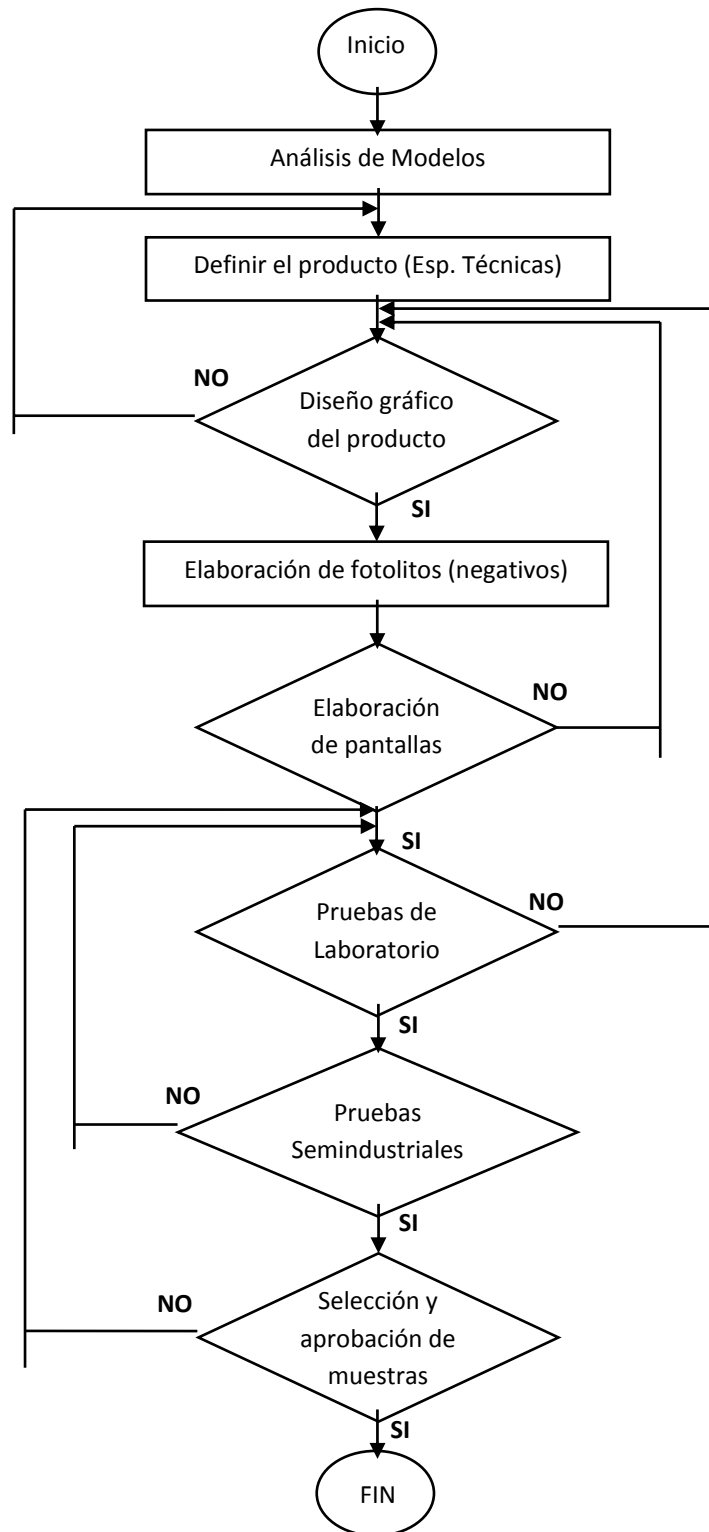 Inicio
Análisis de Modelos
Definir el producto (Esp. Técnicas)
NO
Diseño gráfico
del producto
SI
Elaboración de fotolitos (negativos)
NO
Elaboración
de pantallas
SI
NO
Pruebas de
Laboratorio
SI
NO
Pruebas
Semindustriales
SI
NO
Selección y
aprobación de
muestras
SI
FIN